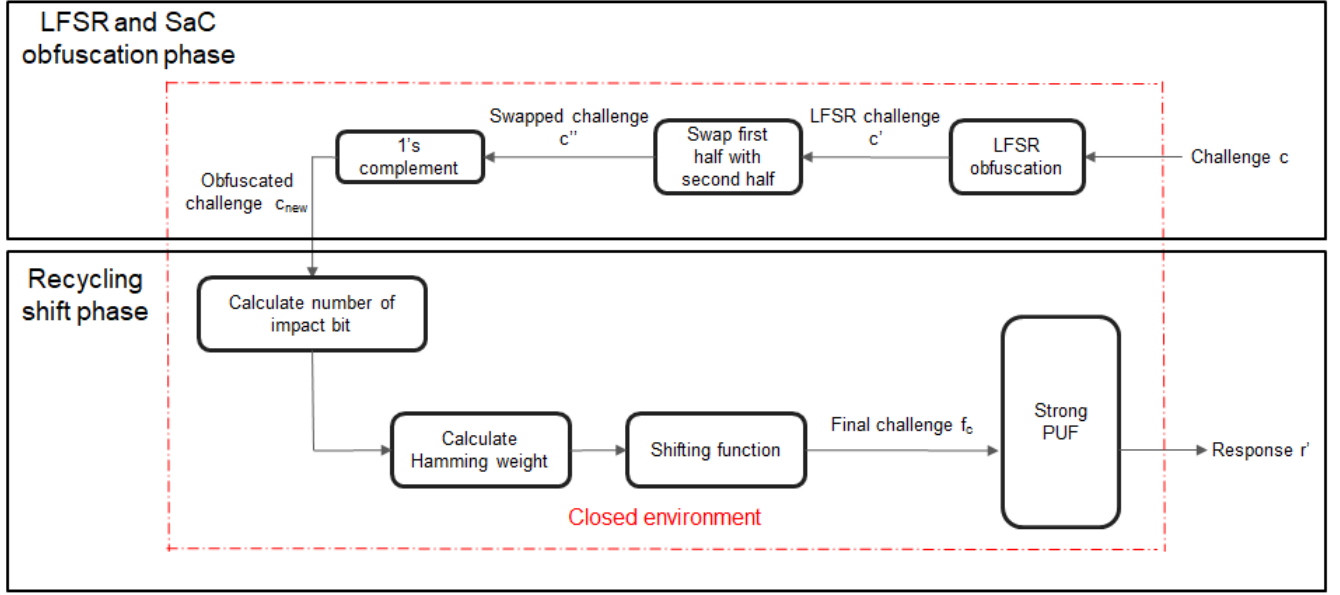 LFSR and SaC
obfuscation phase
Challenge c
LFSR
obfuscation
LFSR challenge
c'
Swap first
half with
second half
Swapped challenge
c''
1's
complement
Obfuscated
challenge cnew
Recycling
shift phase
Calculate number of
impact bit
Calculate
Hamming weight
Shifting function
Final challenge fc
Strong
PUF
Response r'
Closed environment